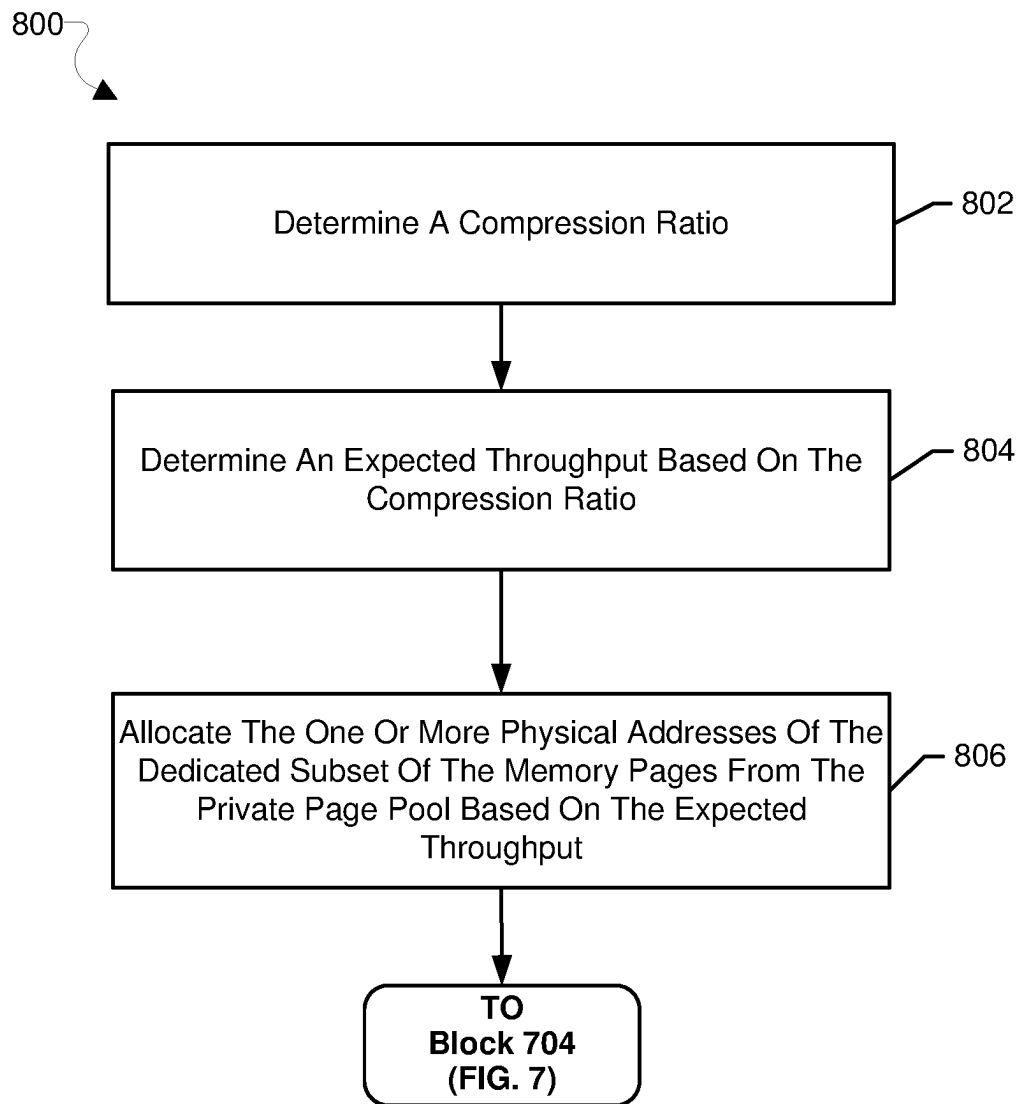 800
Determine A Compression Ratio
802
Determine An Expected Throughput Based On The
Compression Ratio
804
Allocate The One Or More Physical Addresses Of The
Dedicated Subset Of The Memory Pages From The
Private Page Pool Based On The Expected
Throughput
806
TO
Block 704
(FIG. 7)